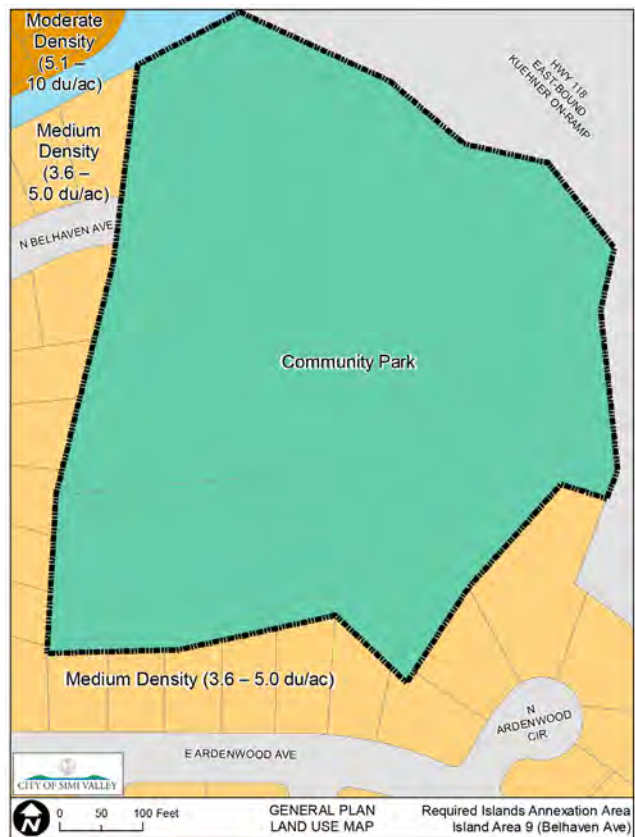 Moderate
Density
(5.1 –
10 du/ac)
HWY 118
EAST-BOUND
KUEHNER ON-RAMP
Medium
Density
(3.6 –
5.0 du/ac)
N BELHAVEN AVE
Community Park
Medium Density (3.6 – 5.0 du/ac)
N
ARDENWOOD
CIR
E ARDENWOOD AVE
CITY OF SIMI VALLEY
N
0 50 100 Feet
GENERAL PLAN
LAND USE MAP
Required Islands Annexation Area
Island Area 9 (Belhaven Ave)